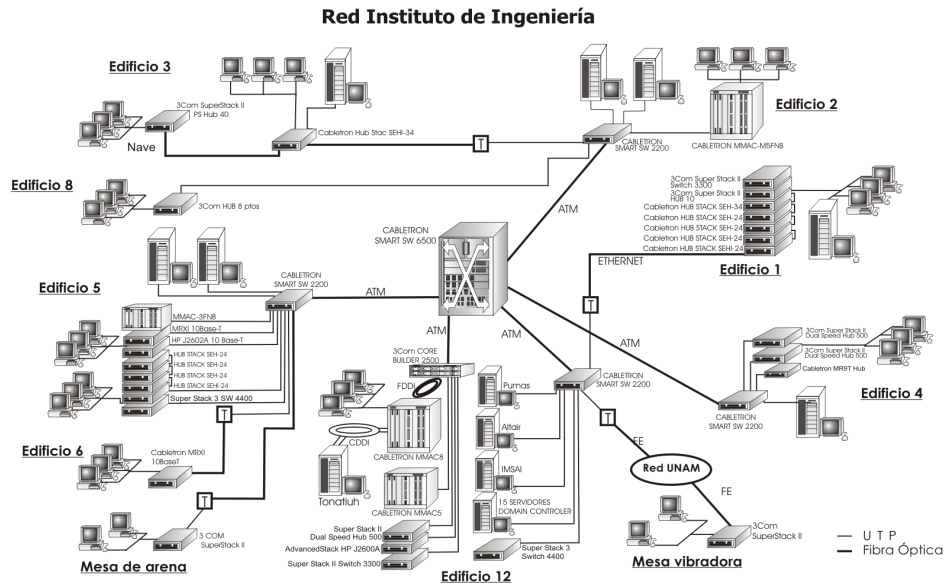 Red Instituto de Ingeniería
Edificio 3
3Com SuperStack II
PS Hub 40
Nave
Cabletron Hub Stac SEHI-34
T
CABLETRON
SMART SW 2200
CABLETRON MMAC-M5FNB
Edificio 2
Edificio 8
3Com HUB 8 ptos
ATM
CABLETRON
SMART SW 6500
3Com Super Stack II
Switch 3300
3Com Super Stack II
HUB 10
Cabletron HUB STACK SEH-34
Cabletron HUB STACK SEH-24
Cabletron HUB STACK SEH-24
Cabletron HUB STACK SEH-24
Cabletron HUB STACK SEHI-24
ETHERNET
Edificio 1
T
Edificio 5
CABLETRON
SMART SW 2200
ATM
MMAC-3FNB
MRXI 10Base-T
HP J2602A 10 Base-T
HUB STACK SEH-24
HUB STACK SEH-24
HUB STACK SEH-24
HUB STACK SEHI-24
Super Stack 3 SW 4400
T
ATM
3Com CORE
BUILDER 2500
FDDI
CDDI
CABLETRON MMAC8
Tonatiuh
CABLETRON MMAC5
Super Stack II
Dual Speed Hub 500
AdvancedStack HP J2600A
Super Stack II Switch 3300
ATM
CABLETRON
SMART SW 2200
Pumas
Altair
IMSAI
15 SERVIDORES
DOMAIN CONTROLER
Super Stack 3
Switch 4400
Edificio 12
ATM
3Com Super Stack II
Dual Speed Hub 500
3Com Super Stack II
Dual Speed Hub 500
Cabletron MR9T Hub
CABLETRON
SMART SW 2200
Edificio 4
T
FE
Red UNAM
FE
3Com
SuperStack II
Mesa vibradora
Edificio 6
Cabletron MRXI
10BaseT
T
3 COM
SuperStack II
Mesa de arena
U T P
Fibra Óptica